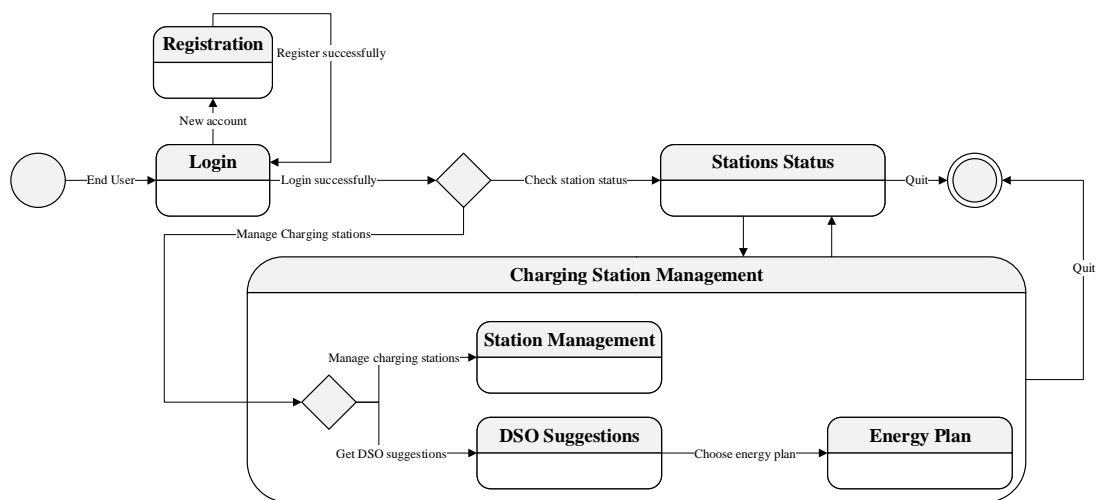 Registration
Register successfully
New account
Login
Stations Status
End User
Login successfully
Check station status
Quit
Manage Charging stations
Charging Station Management
Quit
Station Management
Manage charging stations
DSO Suggestions
Energy Plan
Get DSO suggestions
Choose energy plan